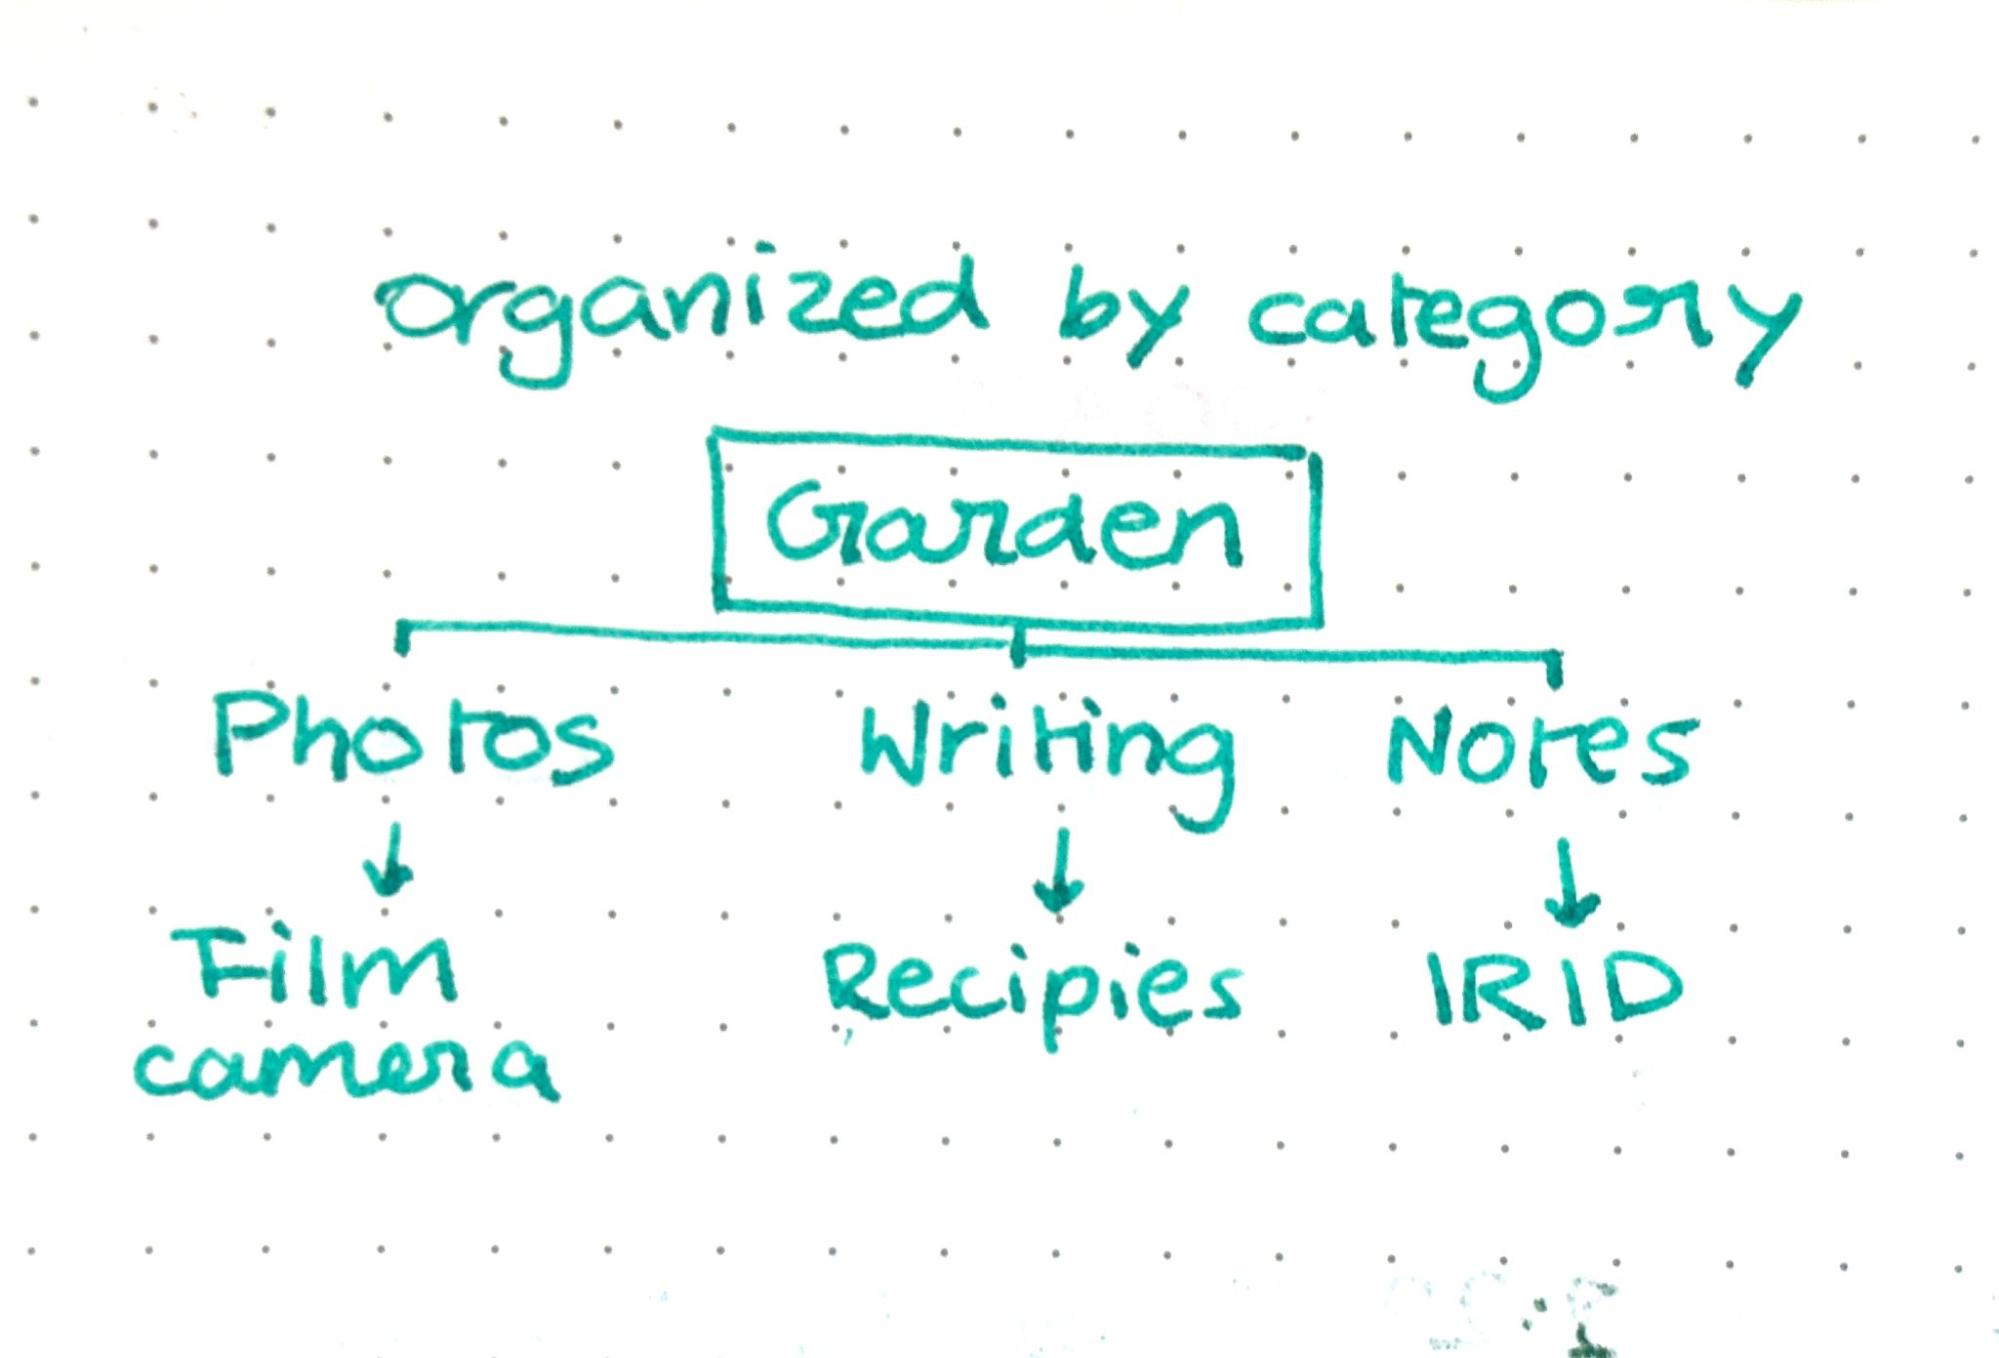 organized by category
Garden
Photos Writing Notes
Film Recipies IRID
camera